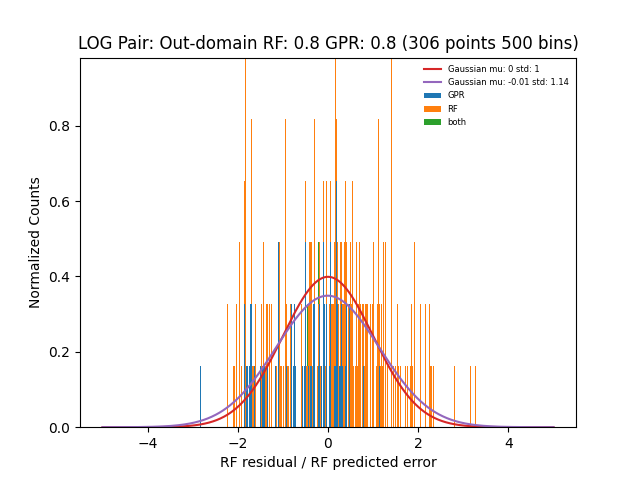 LOG Pair: Out-domain RF: 0.8 GPR: 0.8 (306 points 500 bins)
Gaussian mu: 0 std: 1
Gaussian mu: -0.01 std: 1.14
GPR
RF
both
Normalized Counts
0.8
0.6
0.4
0.2
0.0
−4
−2
0
2
4
RF residual / RF predicted error